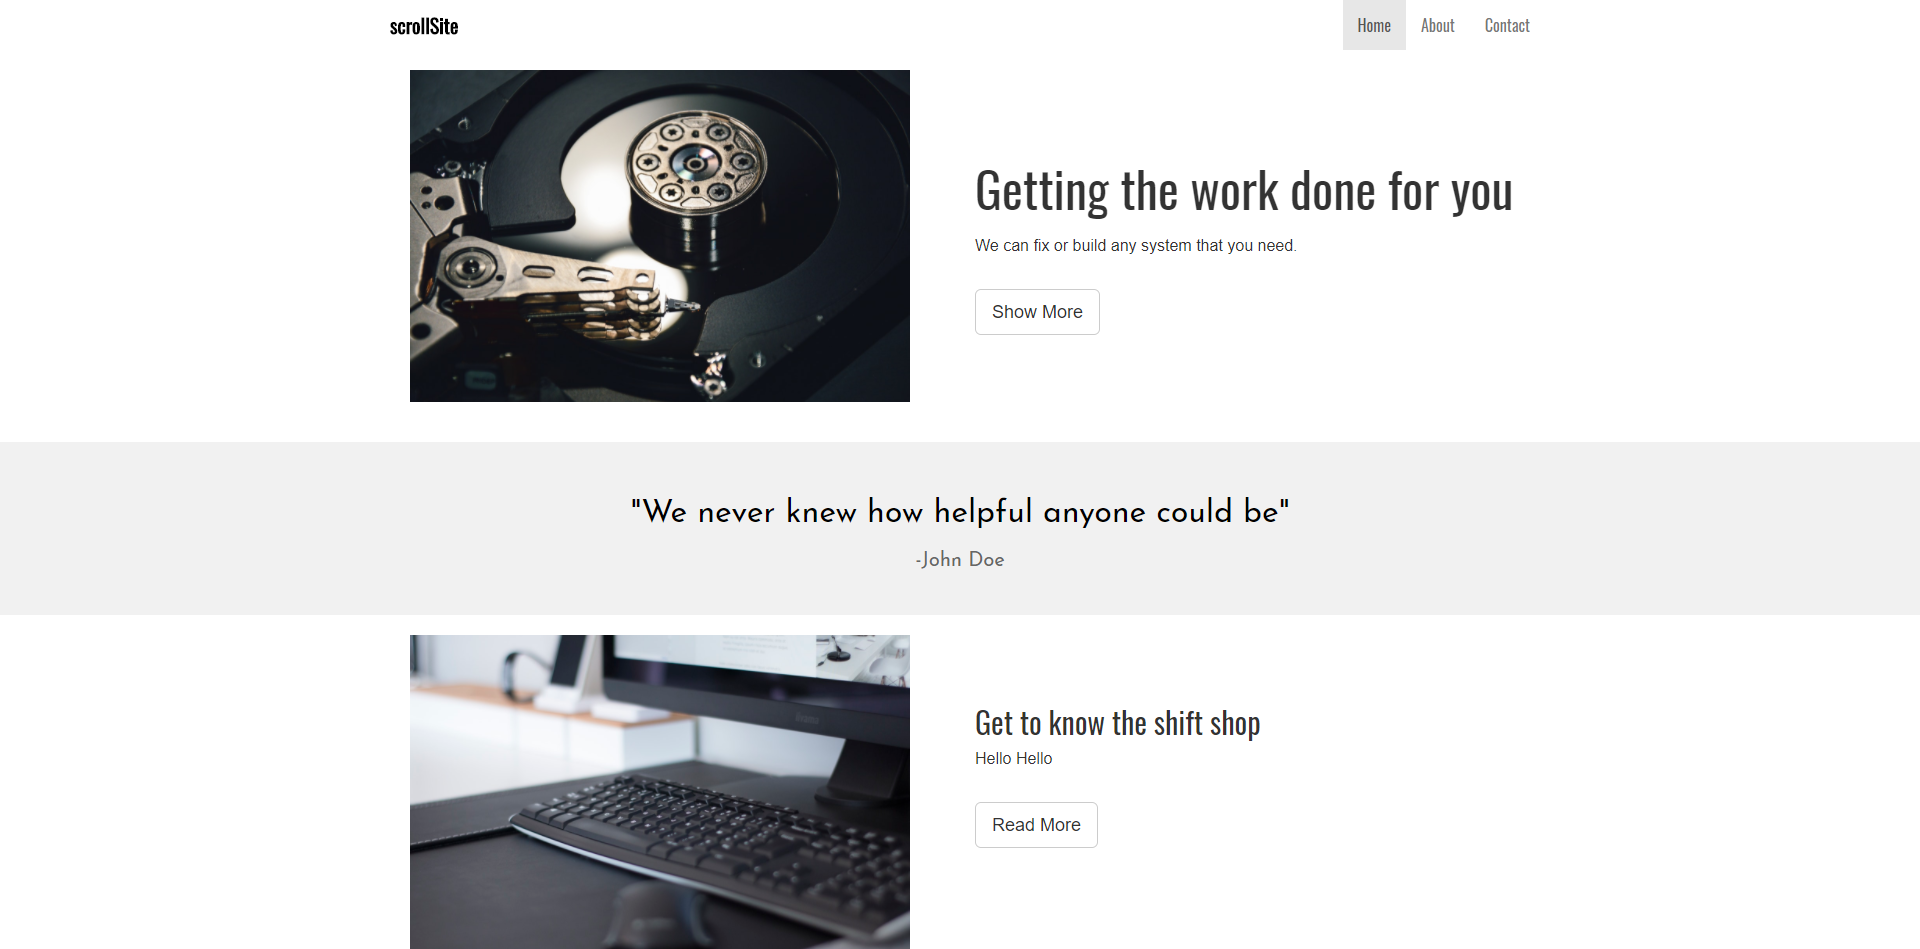 scrollSite
Home About Contact
Getting the work done for you
We can fix or build any system that you need.
Show More
"We never knew how helpful anyone could be"
-John Doe
Get to know the shift shop
Hello Hello
Read More